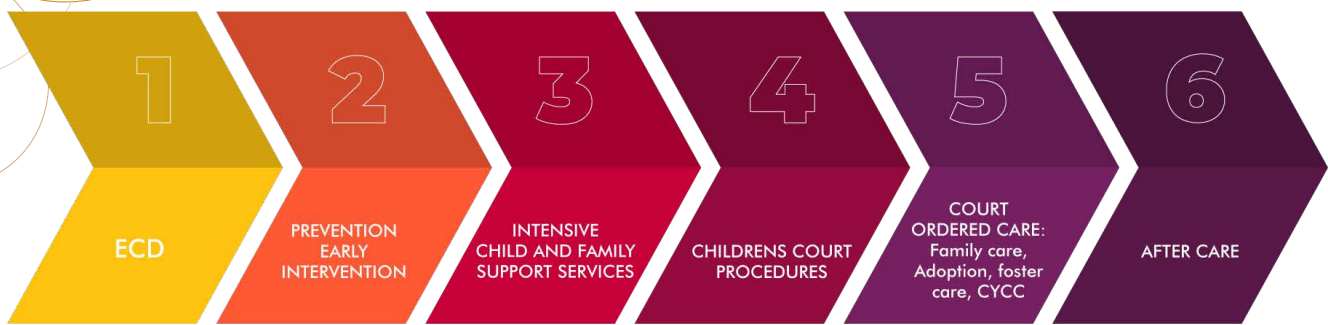 1
2
3
4
5
6
ECD
PREVENTION
EARLY
INTERVENTION
INTENSIVE
CHILD AND FAMILY
SUPPORT SERVICES
CHILDRENS COURT
PROCEDURES
COURT
ORDERED CARE:
Family care,
Adoption, foster
care, CYCC
AFTER CARE